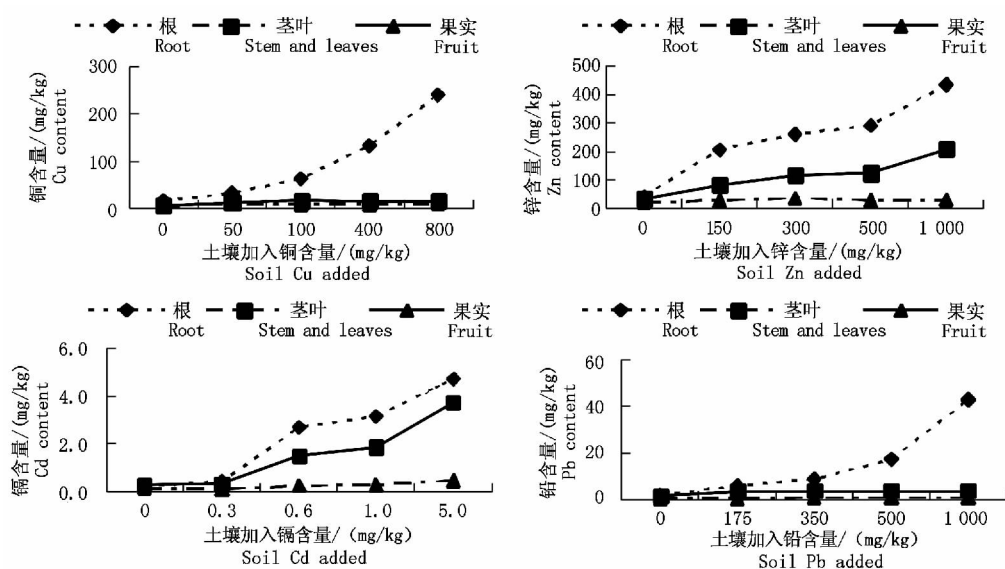 根 茎叶 果实
Root Stem and leaves Fruit
铜含量/(mg/kg)
Cu content
300
200
100
0
0 50 100 400 800
土壤加入铜含量/(mg/kg)
Soil Cu added
根 茎叶 果实
Root Stem and leaves Fruit
锌含量/(mg/kg)
Zn content
500
400
300
200
100
0
0 150 300 500 1 000
土壤加入锌含量/(mg/kg)
Soil Zn added
根 茎叶 果实
Root Stem and leaves Fruit
镉含量/(mg/kg)
Cd content
6.0
4.0
2.0
0.0
0 0.3 0.6 1.0 5.0
土壤加入镉含量/(mg/kg)
Soil Cd added
根 茎叶 果实
Root Stem and leaves Fruit
铅含量/(mg/kg)
Pb content
60
40
20
0
0 175 350 500 1 000
土壤加入铅含量/(mg/kg)
Soil Pb added